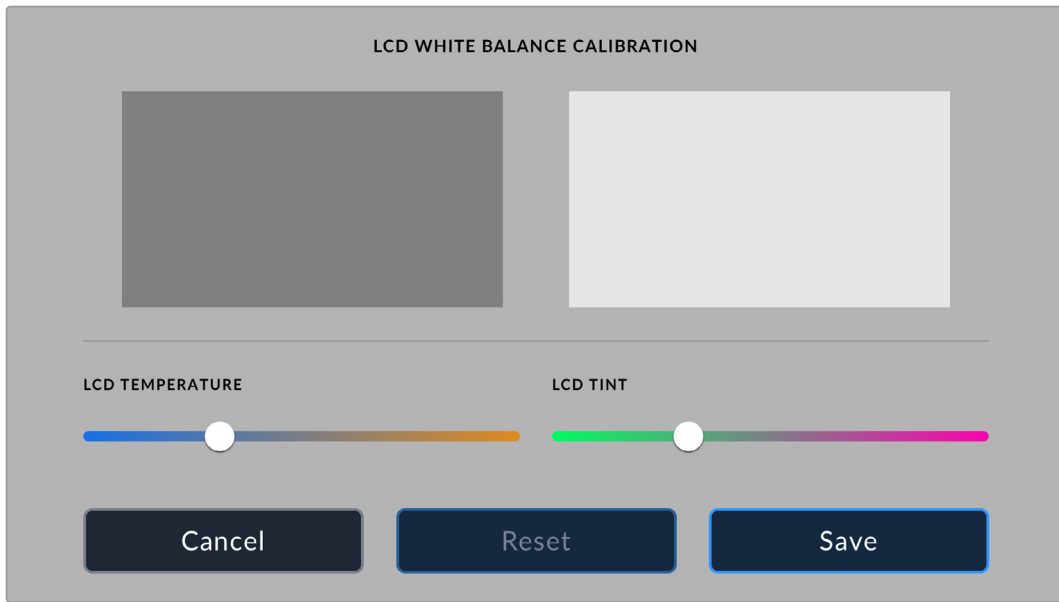 LCD WHITE BALANCE CALIBRATION
LCD TEMPERATURE
LCD TINT
Cancel
Reset
Save